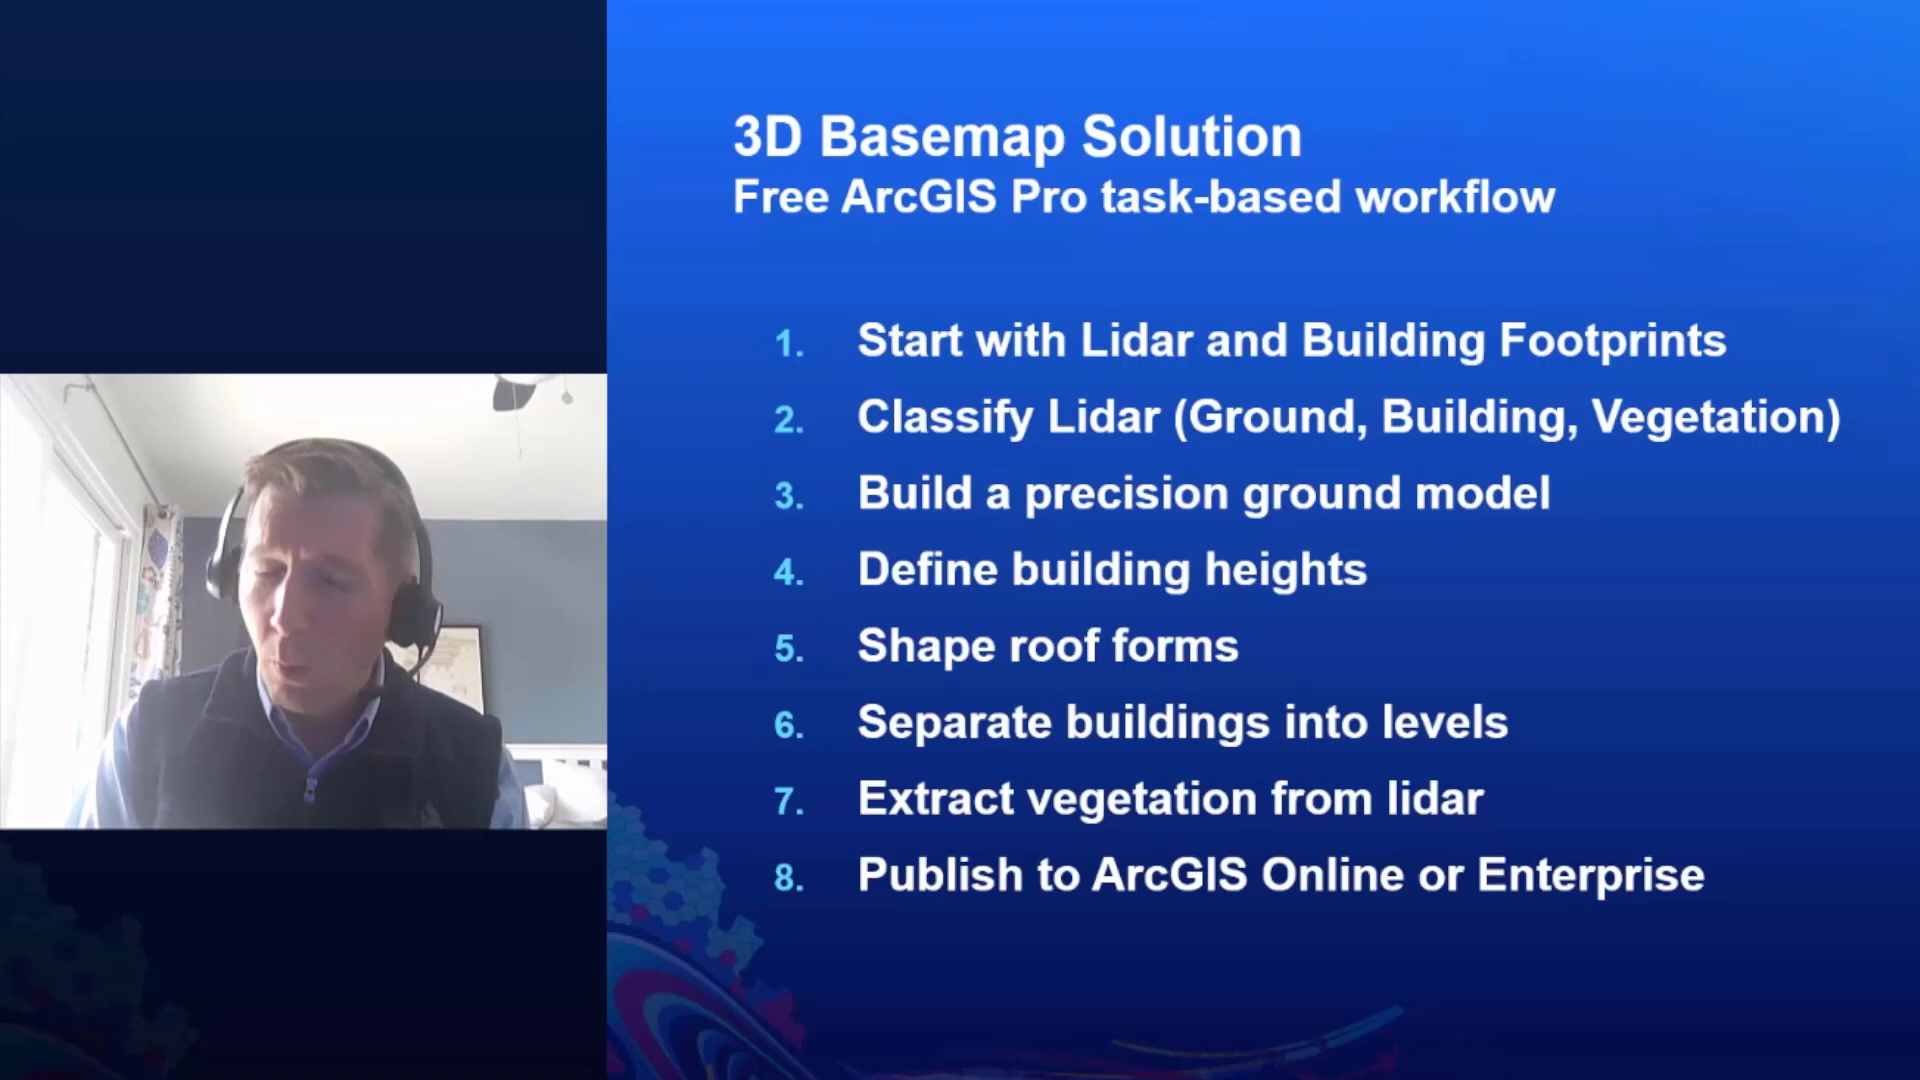 3D Basemap Solution
Free ArcGIS Pro task-based workflow
1. Start with Lidar and Building Footprints
2. Classify Lidar (Ground, Building, Vegetation)
3. Build a precision ground model
4. Define building heights
5. Shape roof forms
6. Separate buildings into levels
7. Extract vegetation from lidar
8. Publish to ArcGIS Online or Enterprise